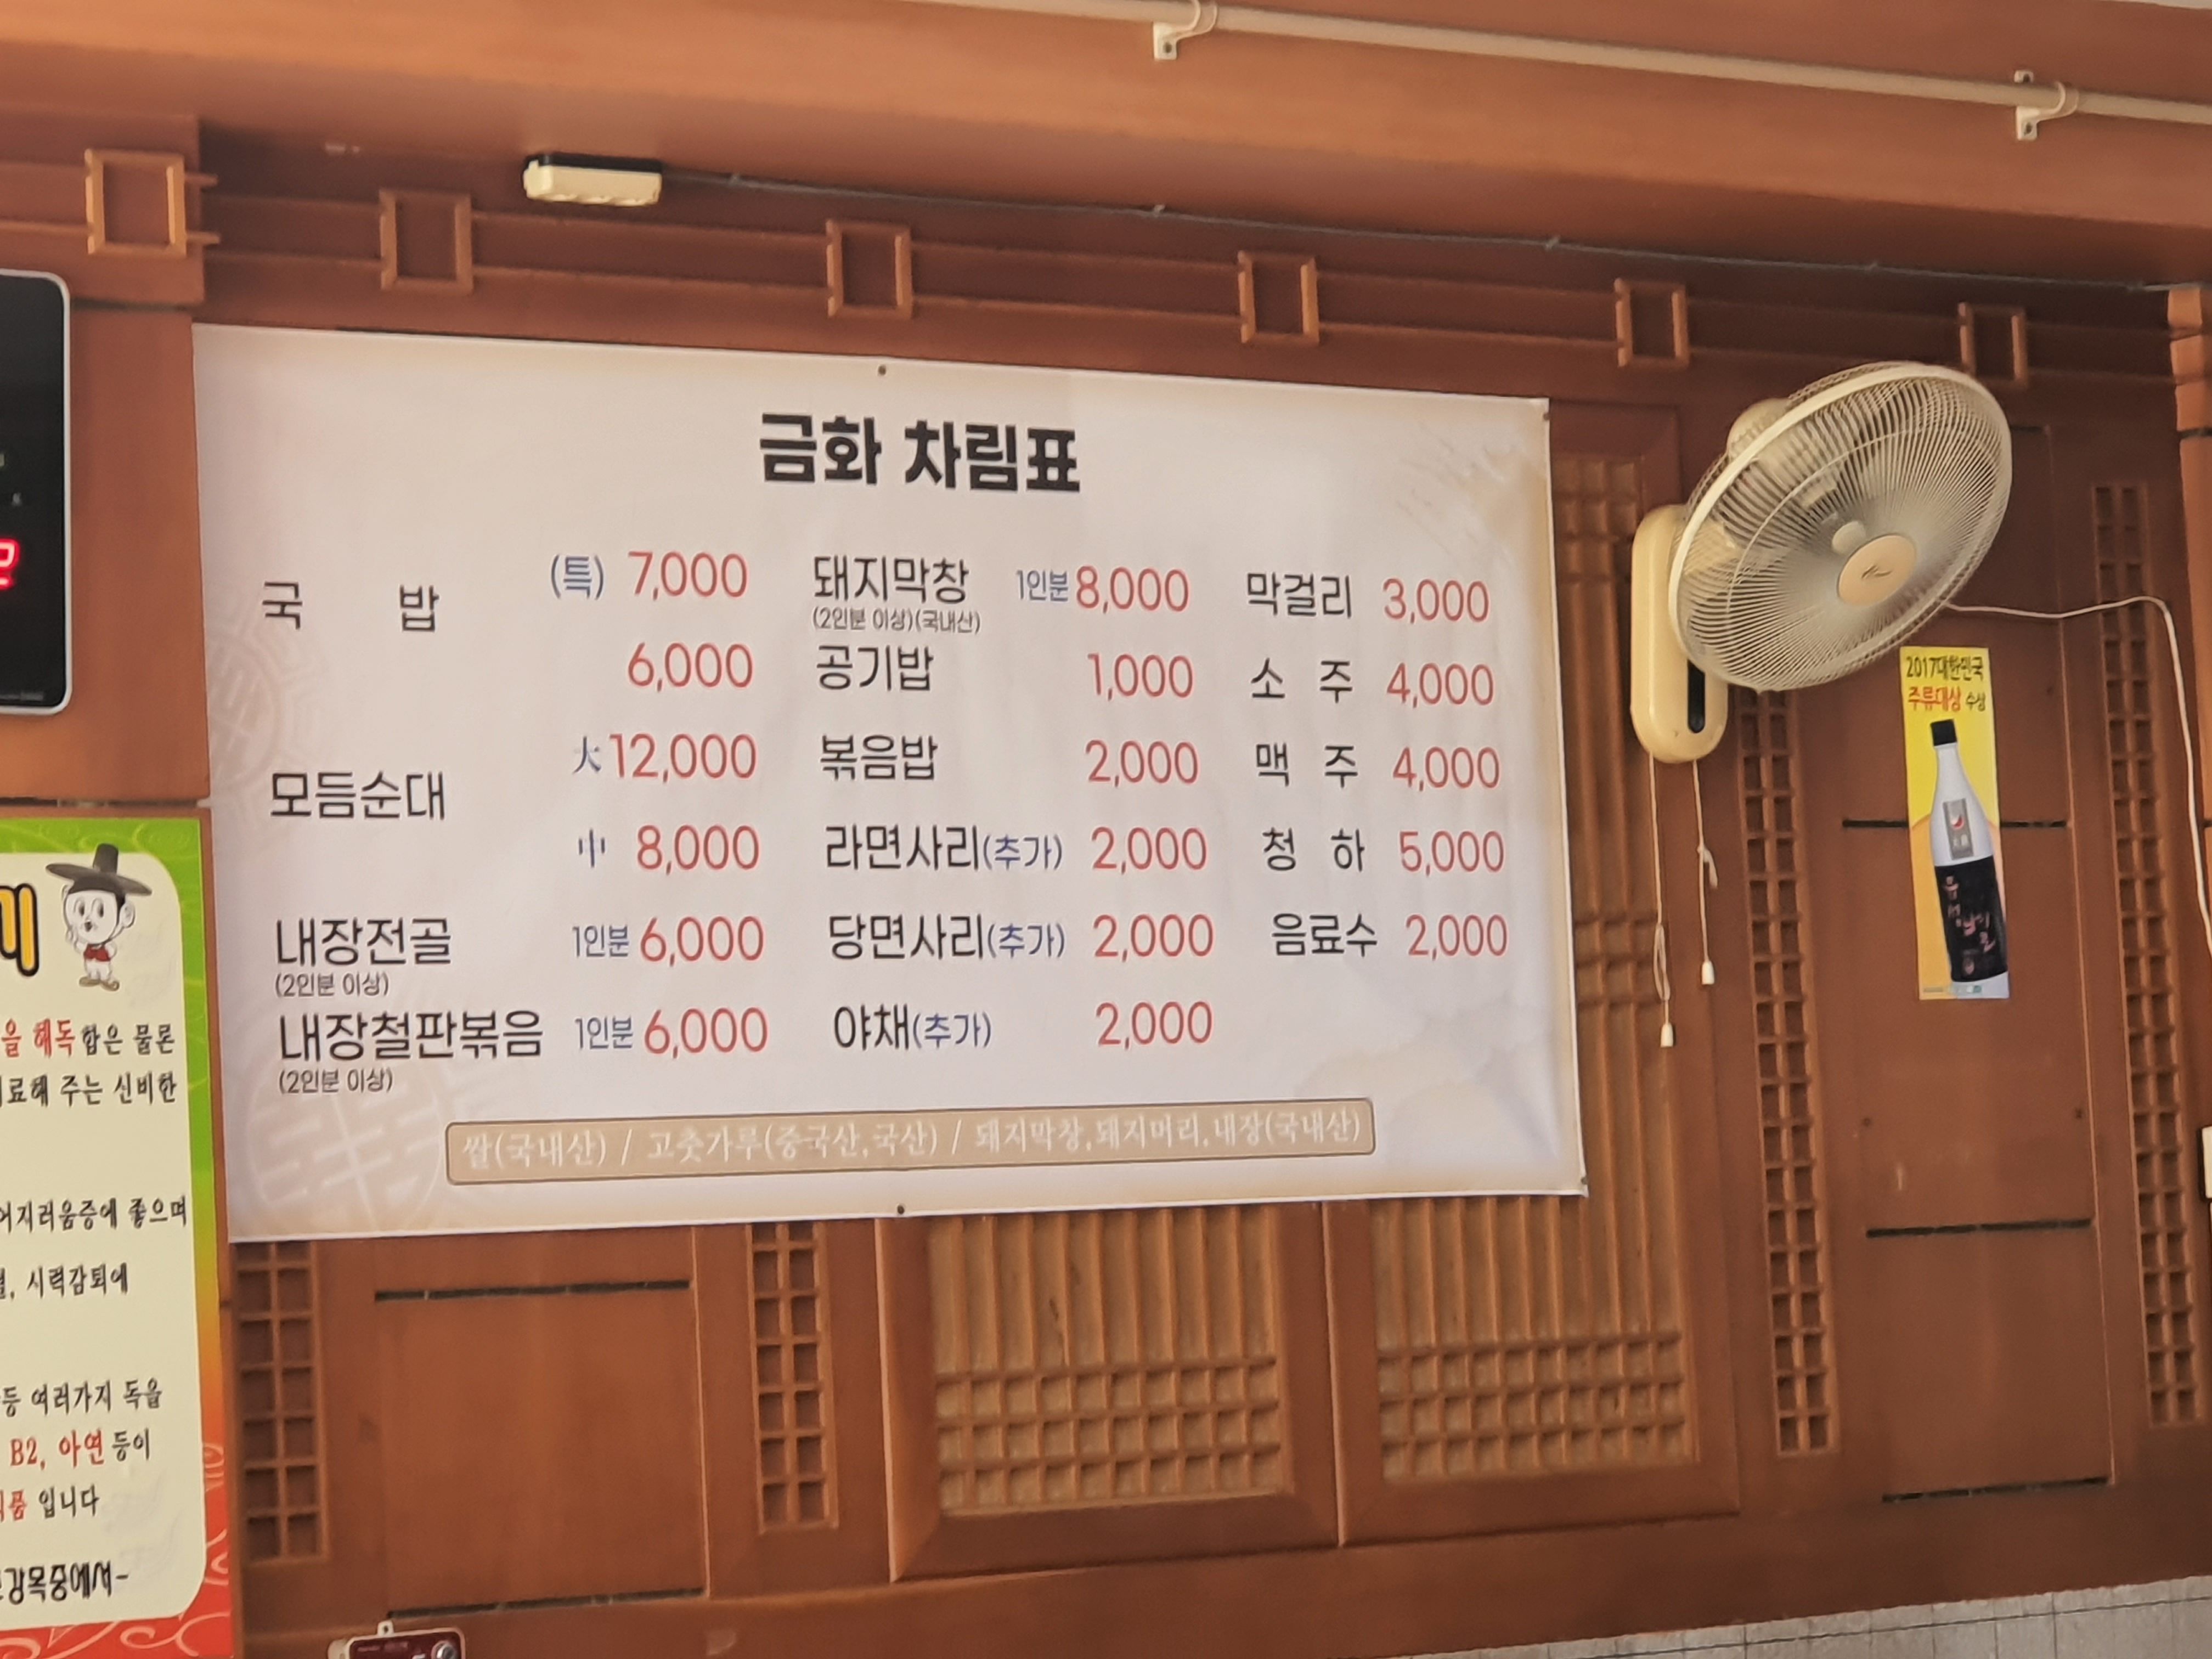 금화 차림표
국 밥 (특) 7,000
6,000
모듬순대 大 12,000
中 8,000
내장전골 1인분 6,000
(2인분 이상)
내장철판볶음 1인분 6,000
(2인분 이상)
돼지막창 1인분 8,000
(2인분 이상)(국내산)
공기밥 1,000
볶음밥 2,000
라면사리(추가) 2,000
당면사리(추가) 2,000
야채(추가) 2,000
막걸리 3,000
소 주 4,000
맥 주 4,000
청 하 5,000
음료수 2,000
쌀(국내산) / 고춧가루(중국산,국산) / 돼지막창,돼지머리,내장(국내산)
을 해독함은 물론
료해 주는 신비한
어지러움증에 좋으며
, 시력감퇴에
등 여러가지 독을
B2, 아연 등이
품 입니다
강목중에서-
2017대한민국
주류대상 수상